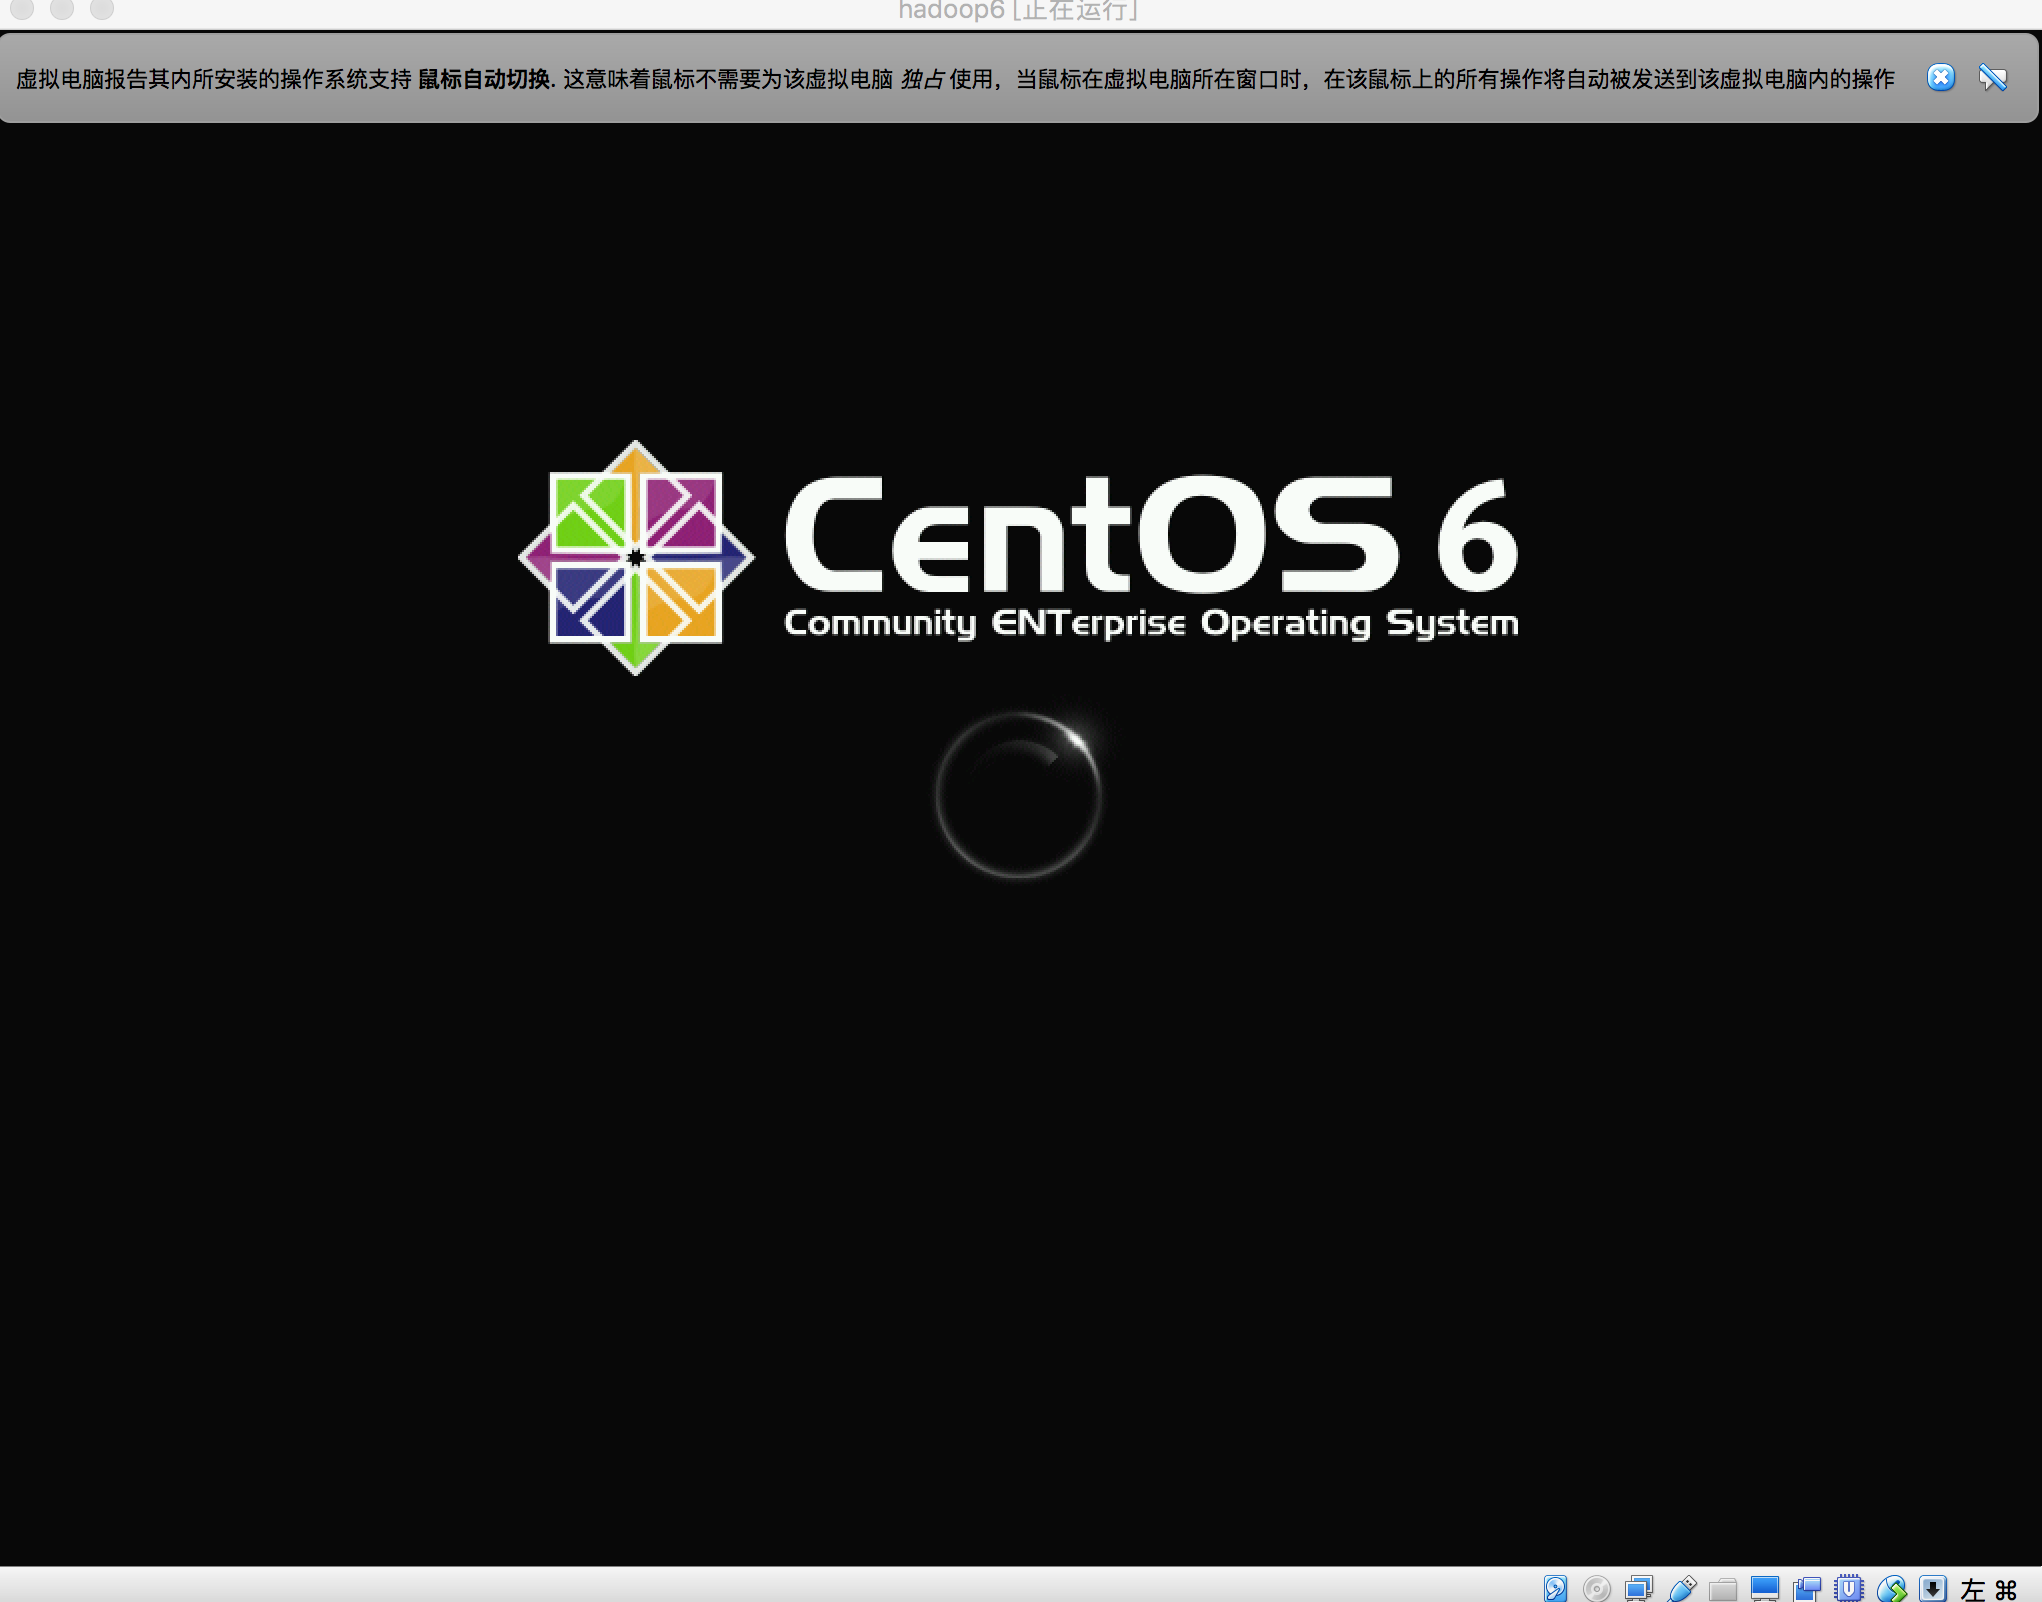 hadoop6 [正在运行]
虚拟电脑报告其内所安装的操作系统支持 鼠标自动切换. 这意味着鼠标不需要为该虚拟电脑 独占 使用，当鼠标在虚拟电脑所在窗口时，在该鼠标上的所有操作将自动被发送到该虚拟电脑内的操作
CentOS 6
Community ENTerprise Operating System
左 ⌘